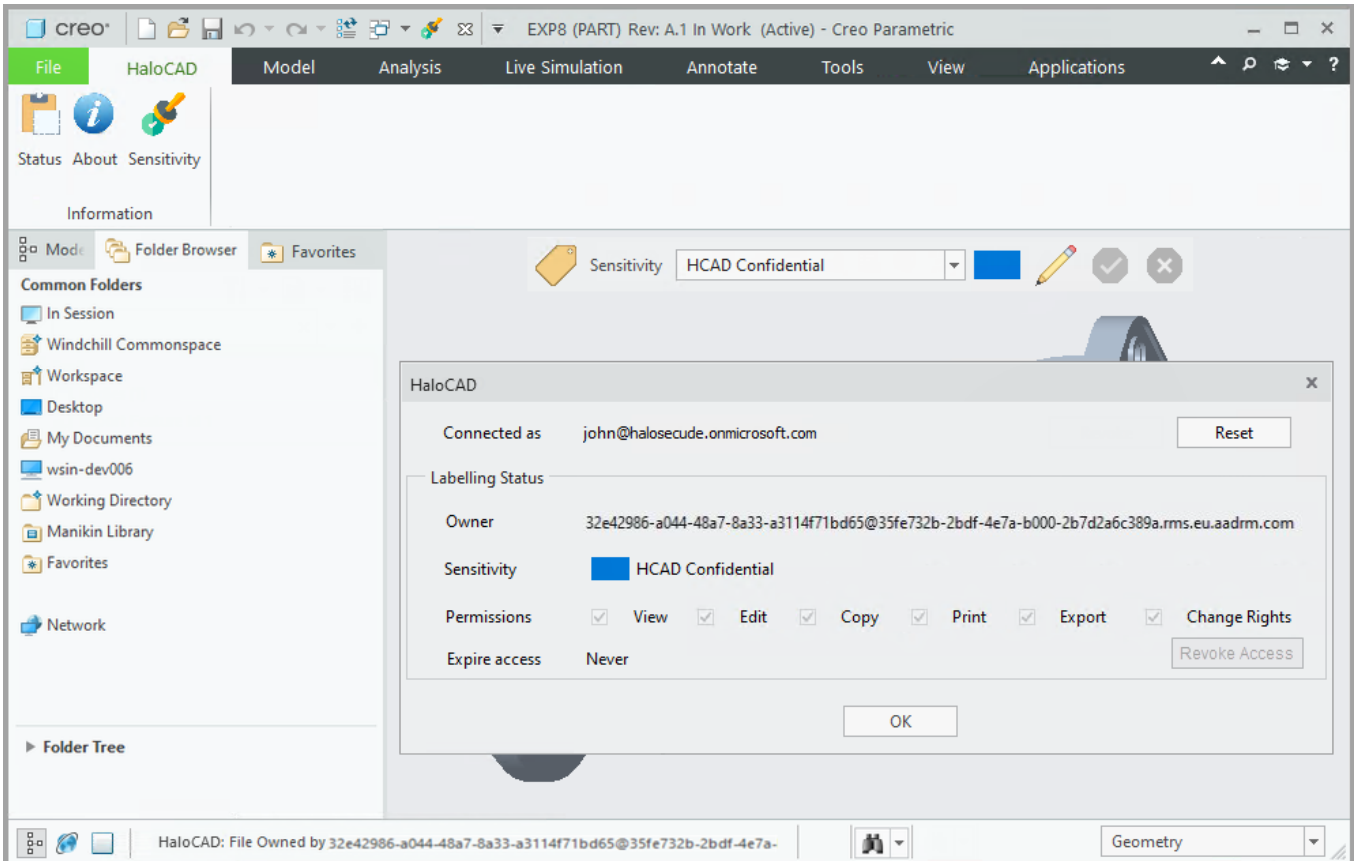 creo· EXP8 (PART) Rev: A.1 In Work (Active) - Creo Parametric
File HaloCAD Model Analysis Live Simulation Annotate Tools View Applications ?
Status About Sensitivity
Information
Folder Browser Favorites
Common Folders
In Session
Windchill Commonspace
Workspace
Desktop
My Documents
wsin-dev006
Working Directory
Manikin Library
Favorites
Network
Folder Tree
Sensitivity HCAD Confidential
HaloCAD
Connected as john@halosecude.onmicrosoft.com Reset
Labelling Status
Owner 32e42986-a044-48a7-8a33-a3114f71bd65@35fe732b-2bdf-4e7a-b000-2b7d2a6c389a.rms.eu.aadrm.com
Sensitivity HCAD Confidential
Permissions View Edit Copy Print Export Change Rights
Expire access Never Revoke Access
OK
HaloCAD: File Owned by 32e42986-a044-48a7-8a33-a3114f71bd65@35fe732b-2bdf-4e7a- Geometry